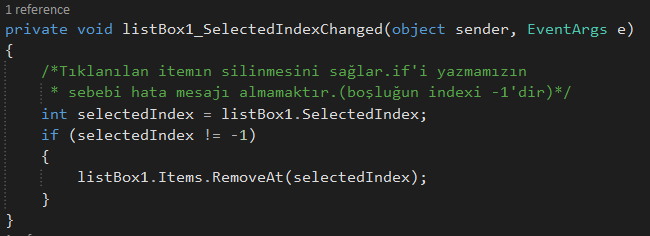 1 reference
private void listBox1_SelectedIndexChanged(object sender, EventArgs e)
{
/*Tıklanılan itemın silinmesini sağlar.if'i yazmamızın
* sebebi hata mesajı almamaktır.(boşluğun indexi -1'dir)*/
int selectedIndex = listBox1.SelectedIndex;
if (selectedIndex != -1)
{
listBox1.Items.RemoveAt(selectedIndex);
}
}